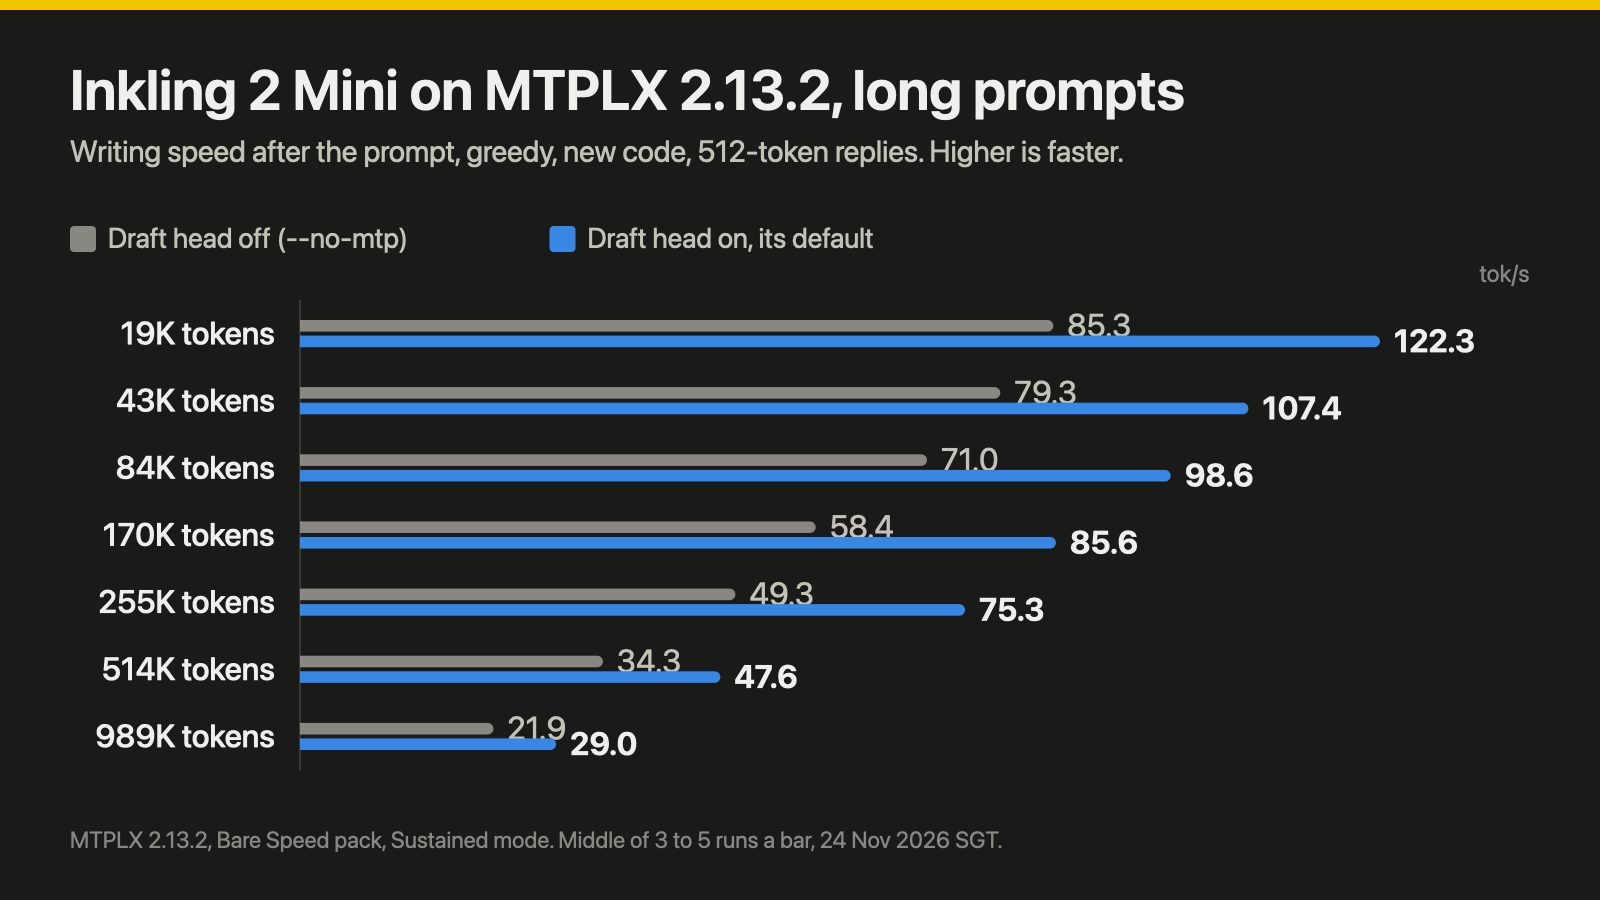 Inkling 2 Mini on MTPLX 2.13.2, long prompts
Writing speed after the prompt, greedy, new code, 512-token replies. Higher is faster.
Draft head off (--no-mtp)
Draft head on, its default
tok/s
19K tokens
85.3
122.3
43K tokens
79.3
107.4
84K tokens
71.0
98.6
170K tokens
58.4
85.6
255K tokens
49.3
75.3
514K tokens
34.3
47.6
989K tokens
21.9
29.0
MTPLX 2.13.2, Bare Speed pack, Sustained mode. Middle of 3 to 5 runs a bar, 24 Nov 2026 SGT.